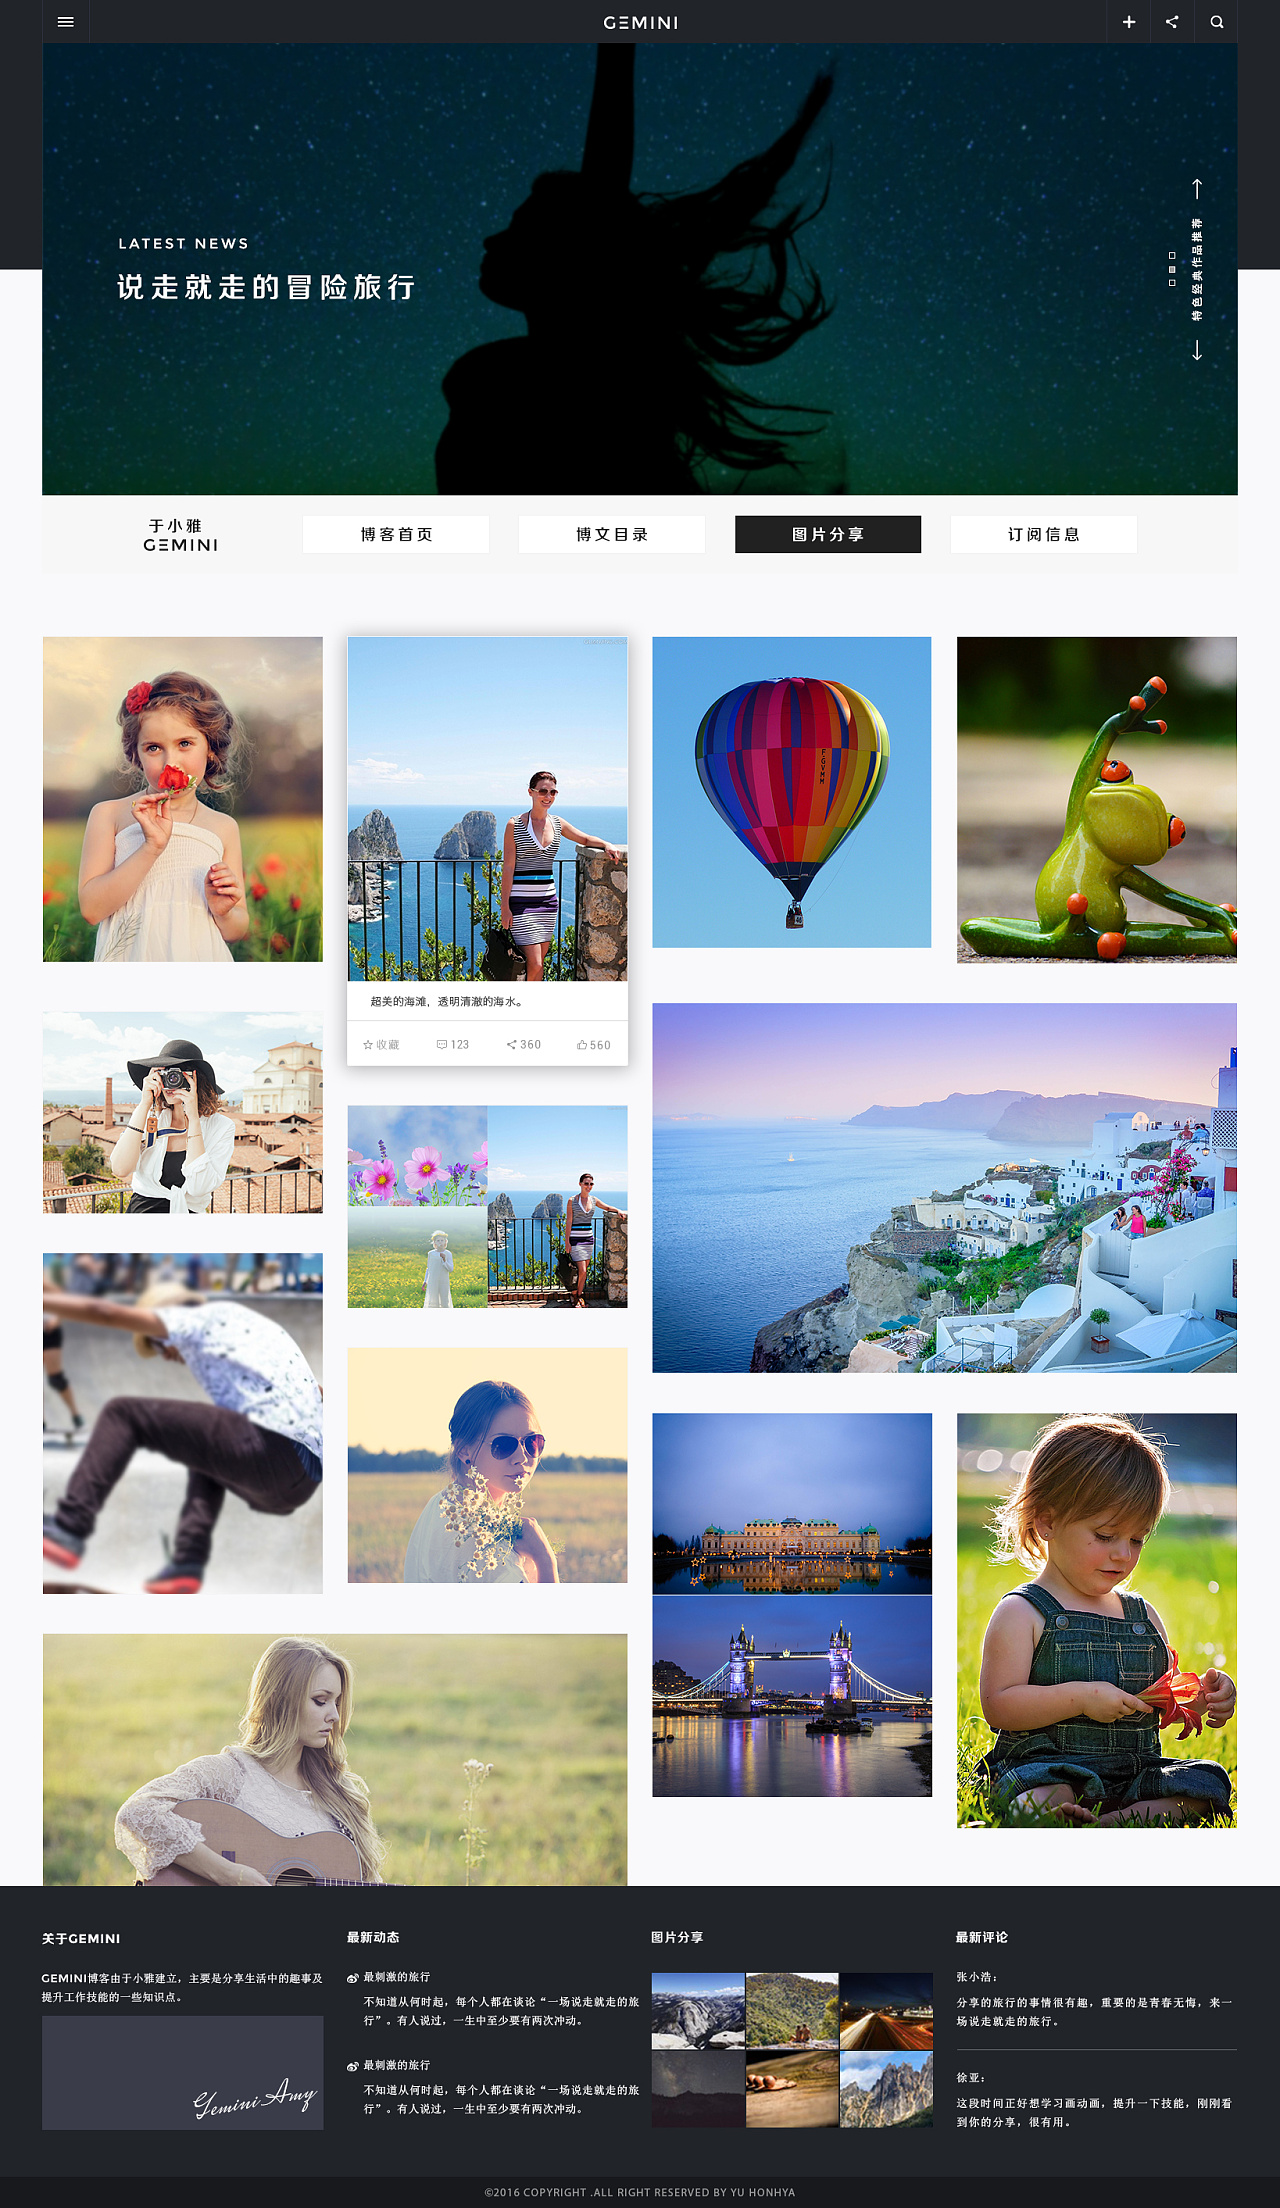 GEMINI
LATEST NEWS
说走就走的冒险旅行
特色经典作品推荐
于小雅
GEMINI
博客首页
博文目录
图片分享
订阅信息
FGVHM
超美的海滩，透明清澈的海水。
收藏
123
360
560
关于GEMINI
GEMINI博客由于小雅建立，主要是分享生活中的趣事及
提升工作技能的一些知识点。
Gemini Amy
最新动态
最刺激的旅行
不知道从何时起，每个人都在谈论“一场说走就走的旅
行”。有人说过，一生中至少要有两次冲动。
最刺激的旅行
不知道从何时起，每个人都在谈论“一场说走就走的旅
行”。有人说过，一生中至少要有两次冲动。
图片分享
最新评论
张小浩：
分享的旅行的事情很有趣，重要的是青春无悔，来一
场说走就走的旅行。
徐亚：
这段时间正好想学习画动画，提升一下技能，刚刚看
到你的分享，很有用。
©2016 COPYRIGHT .ALL RIGHT RESERVED BY YU HONHYA